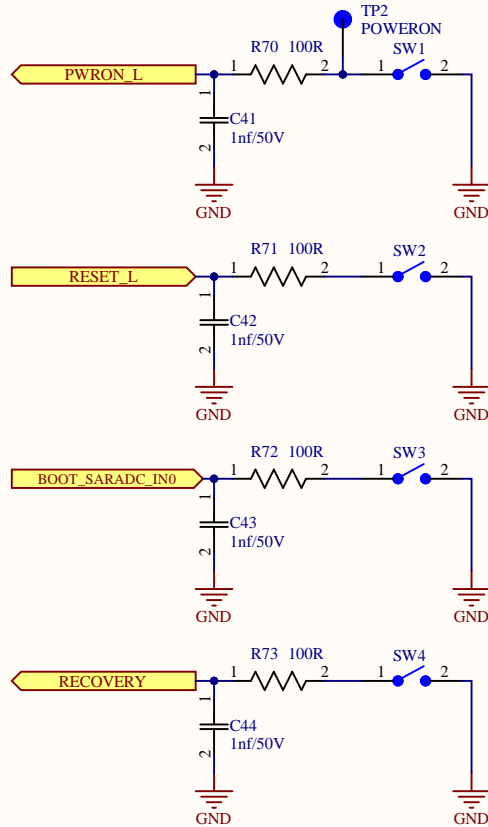 TP2
POWERON
R70 100R
SW1
PWRON_L
1
2
1
2
1
C41
1nf/50V
2
GND
GND
R71 100R
SW2
RESET_L
1
2
1
2
1
C42
1nf/50V
2
GND
GND
R72 100R
SW3
BOOT_SARADC_IN0
1
2
1
2
1
C43
1nf/50V
2
GND
GND
R73 100R
SW4
RECOVERY
1
2
1
2
1
C44
1nf/50V
2
GND
GND